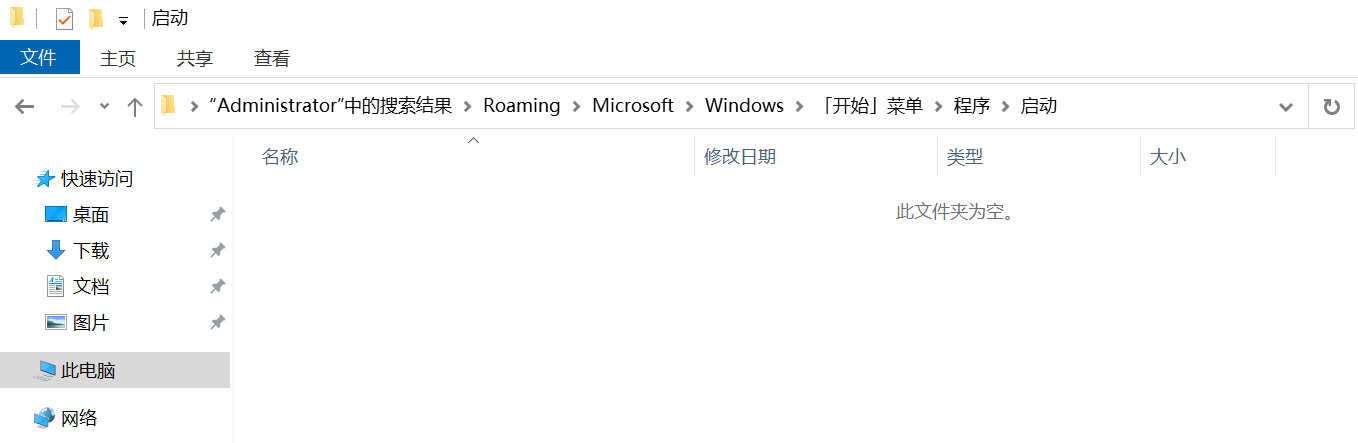 启动
文件 主页 共享 查看
“Administrator”中的搜索结果 Roaming Microsoft Windows 「开始」菜单 程序 启动
名称 修改日期 类型 大小
此文件夹为空。
快速访问
桌面
下载
文档
图片
此电脑
网络